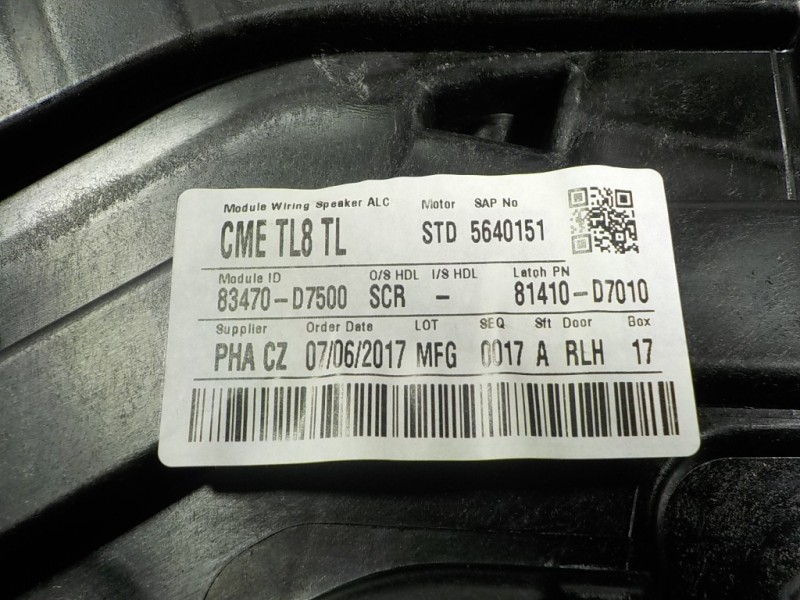 Module Wiring Speaker ALC Motor SAP No
CME TL8 TL STD 5640151
Module ID O/S HDL I/S HDL Latch PN
83470-D7500 SCR - 81410-D7010
Supplier Order Date LOT SEQ Sft Door Box
PHA CZ 07/06/2017 MFG 0017 A RLH 17